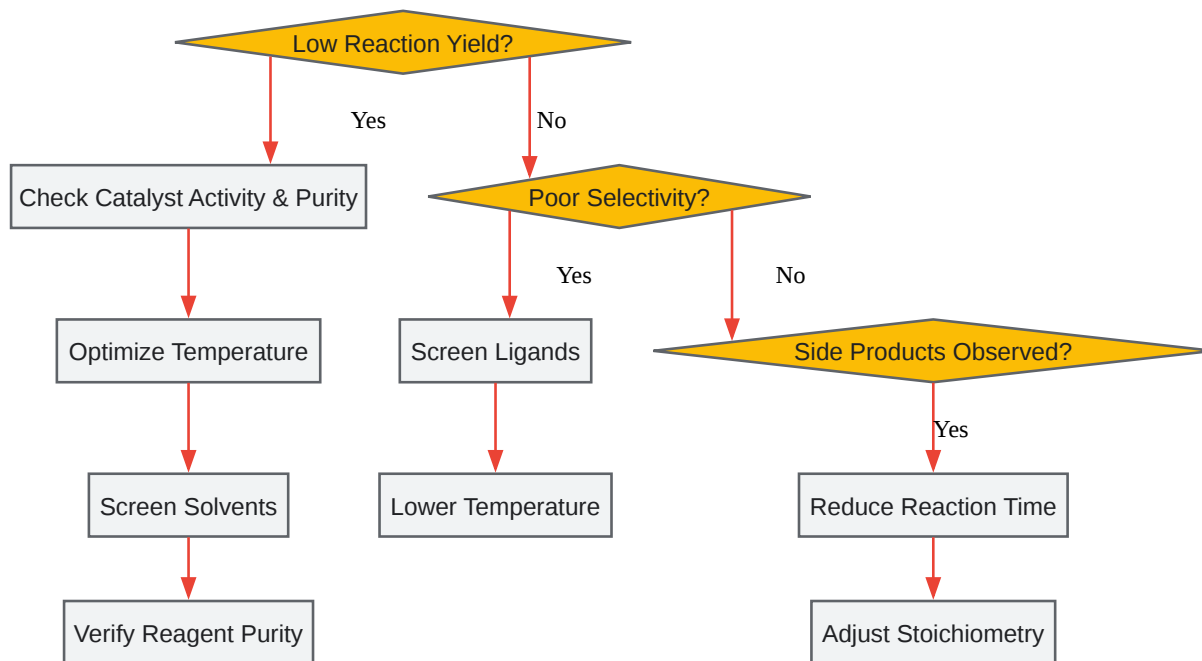 Low Reaction Yield?
Yes
No
Check Catalyst Activity & Purity
Poor Selectivity?
Yes
No
Optimize Temperature
Screen Ligands
Side Products Observed?
Yes
Screen Solvents
Lower Temperature
Reduce Reaction Time
Verify Reagent Purity
Adjust Stoichiometry